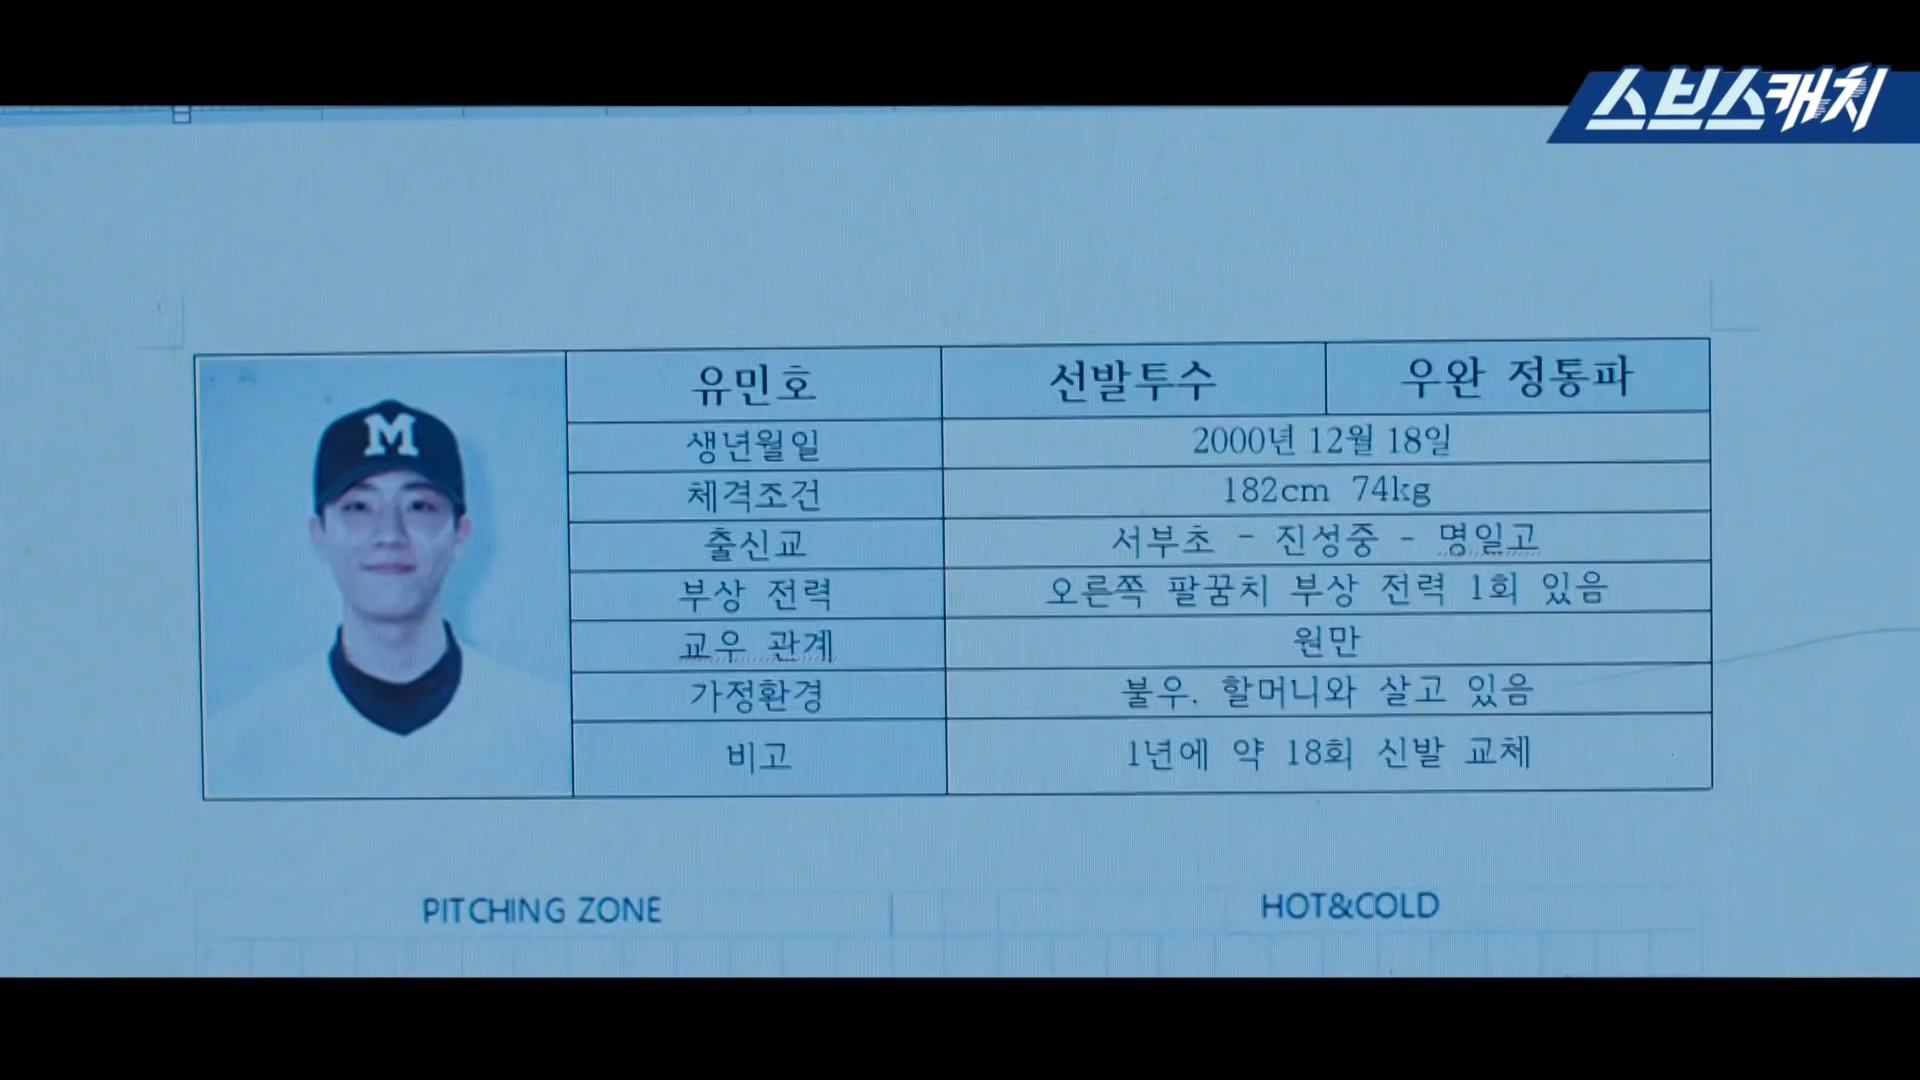 스브스캐치
M
유민호 선발투수 우완 정통파
생년월일 2000년 12월 18일
체격조건 182cm 74kg
출신교 서부초 - 진성중 - 명일고
부상 전력 오른쪽 팔꿈치 부상 전력 1회 있음
교우 관계 원만
가정환경 불우. 할머니와 살고 있음
비고 1년에 약 18회 신발 교체
PITCHING ZONE HOT&COLD